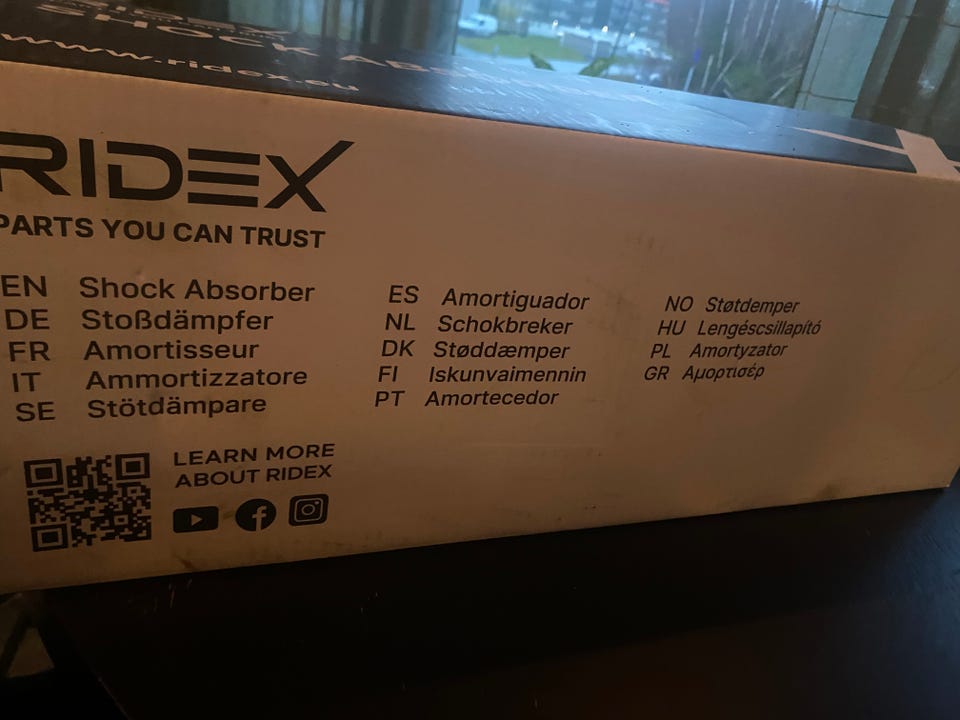 SHOCK ABSORBER
www.ridex.eu
RIDEX
PARTS YOU CAN TRUST
EN Shock Absorber
DE Stoßdämpfer
FR Amortisseur
IT Ammortizzatore
SE Stötdämpare
ES Amortiguador
NL Schokbreker
DK Støddæmper
FI Iskunvaimennin
PT Amortecedor
NO Støtdemper
HU Lengéscsillapító
PL Amortyzator
GR Αμορτισέρ
LEARN MORE
ABOUT RIDEX